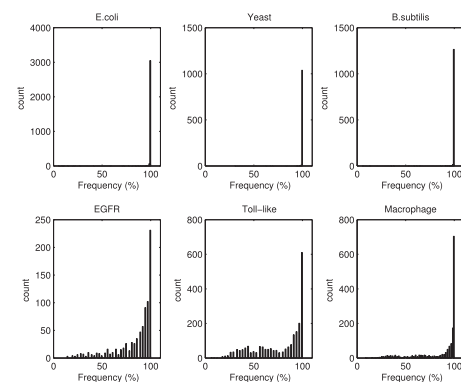 E.coli
Yeast
B.subtilis
4000
3000
2000
1000
0
count
0
50
100
Frequency (%)
1500
1000
500
0
count
0
50
100
Frequency (%)
1500
1000
500
0
count
0
50
100
Frequency (%)
EGFR
Toll−like
Macrophage
250
200
150
100
50
0
count
0
50
100
Frequency (%)
800
600
400
200
0
count
0
50
100
Frequency (%)
800
600
400
200
0
count
0
50
100
Frequency (%)